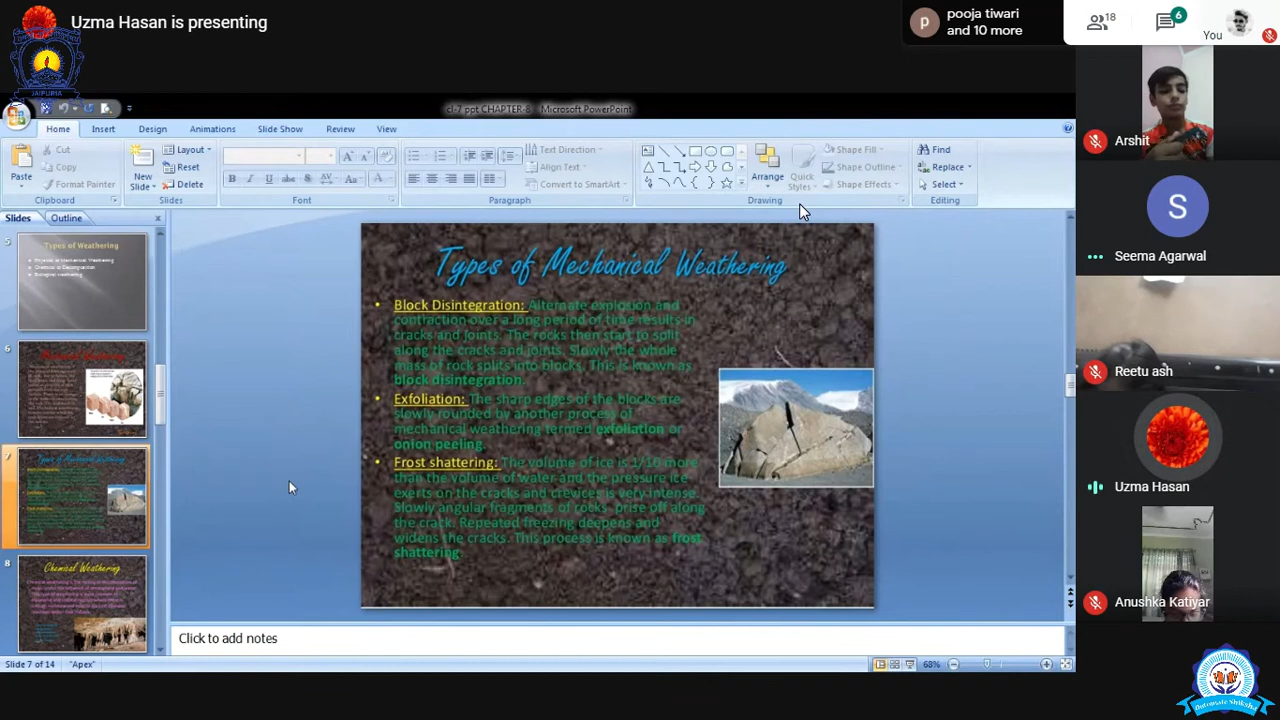 Uzma Hasan is presenting
JAIPURIA
pooja tiwari
and 10 more
18
6
You
cl-7 ppt CHAPTER-8 - Microsoft PowerPoint
Home Insert Design Animations Slide Show Review View
Paste
Cut
Copy
Format Painter
Clipboard
New
Slide
Layout
Reset
Delete
Slides
Font
Text Direction
Align Text
Convert to SmartArt
Paragraph
Arrange
Quick
Styles
Shape Fill
Shape Outline
Shape Effects
Drawing
Find
Replace
Select
Editing
Slides Outline
5
Types of Weathering
6
7
Types of Mechanical Weathering
8
Chemical Weathering
Types of Mechanical Weathering
• Block Disintegration: Alternate explosion and
contraction over a long period of time results in
cracks and joints. The rocks then start to split
along the cracks and joints. Slowly the whole
mass of rock splits into blocks. This is known as
block disintegration.
• Exfoliation: The sharp edges of the blocks are
slowly rounded by another process of
mechanical weathering termed exfoliation or
onion peeling.
• Frost shattering: The volume of ice is 1/10 more
than the volume of water and the pressure ice
exerts on the cracks and crevices is very intense.
Slowly angular fragments of rocks prise off along
the crack. Repeated freezing deepens and
widens the cracks. This process is known as frost
shattering
Click to add notes
Slide 7 of 14 "Apex" 68%
Arshit
S
Seema Agarwal
Reetu ash
Uzma Hasan
Anushka Katiyar